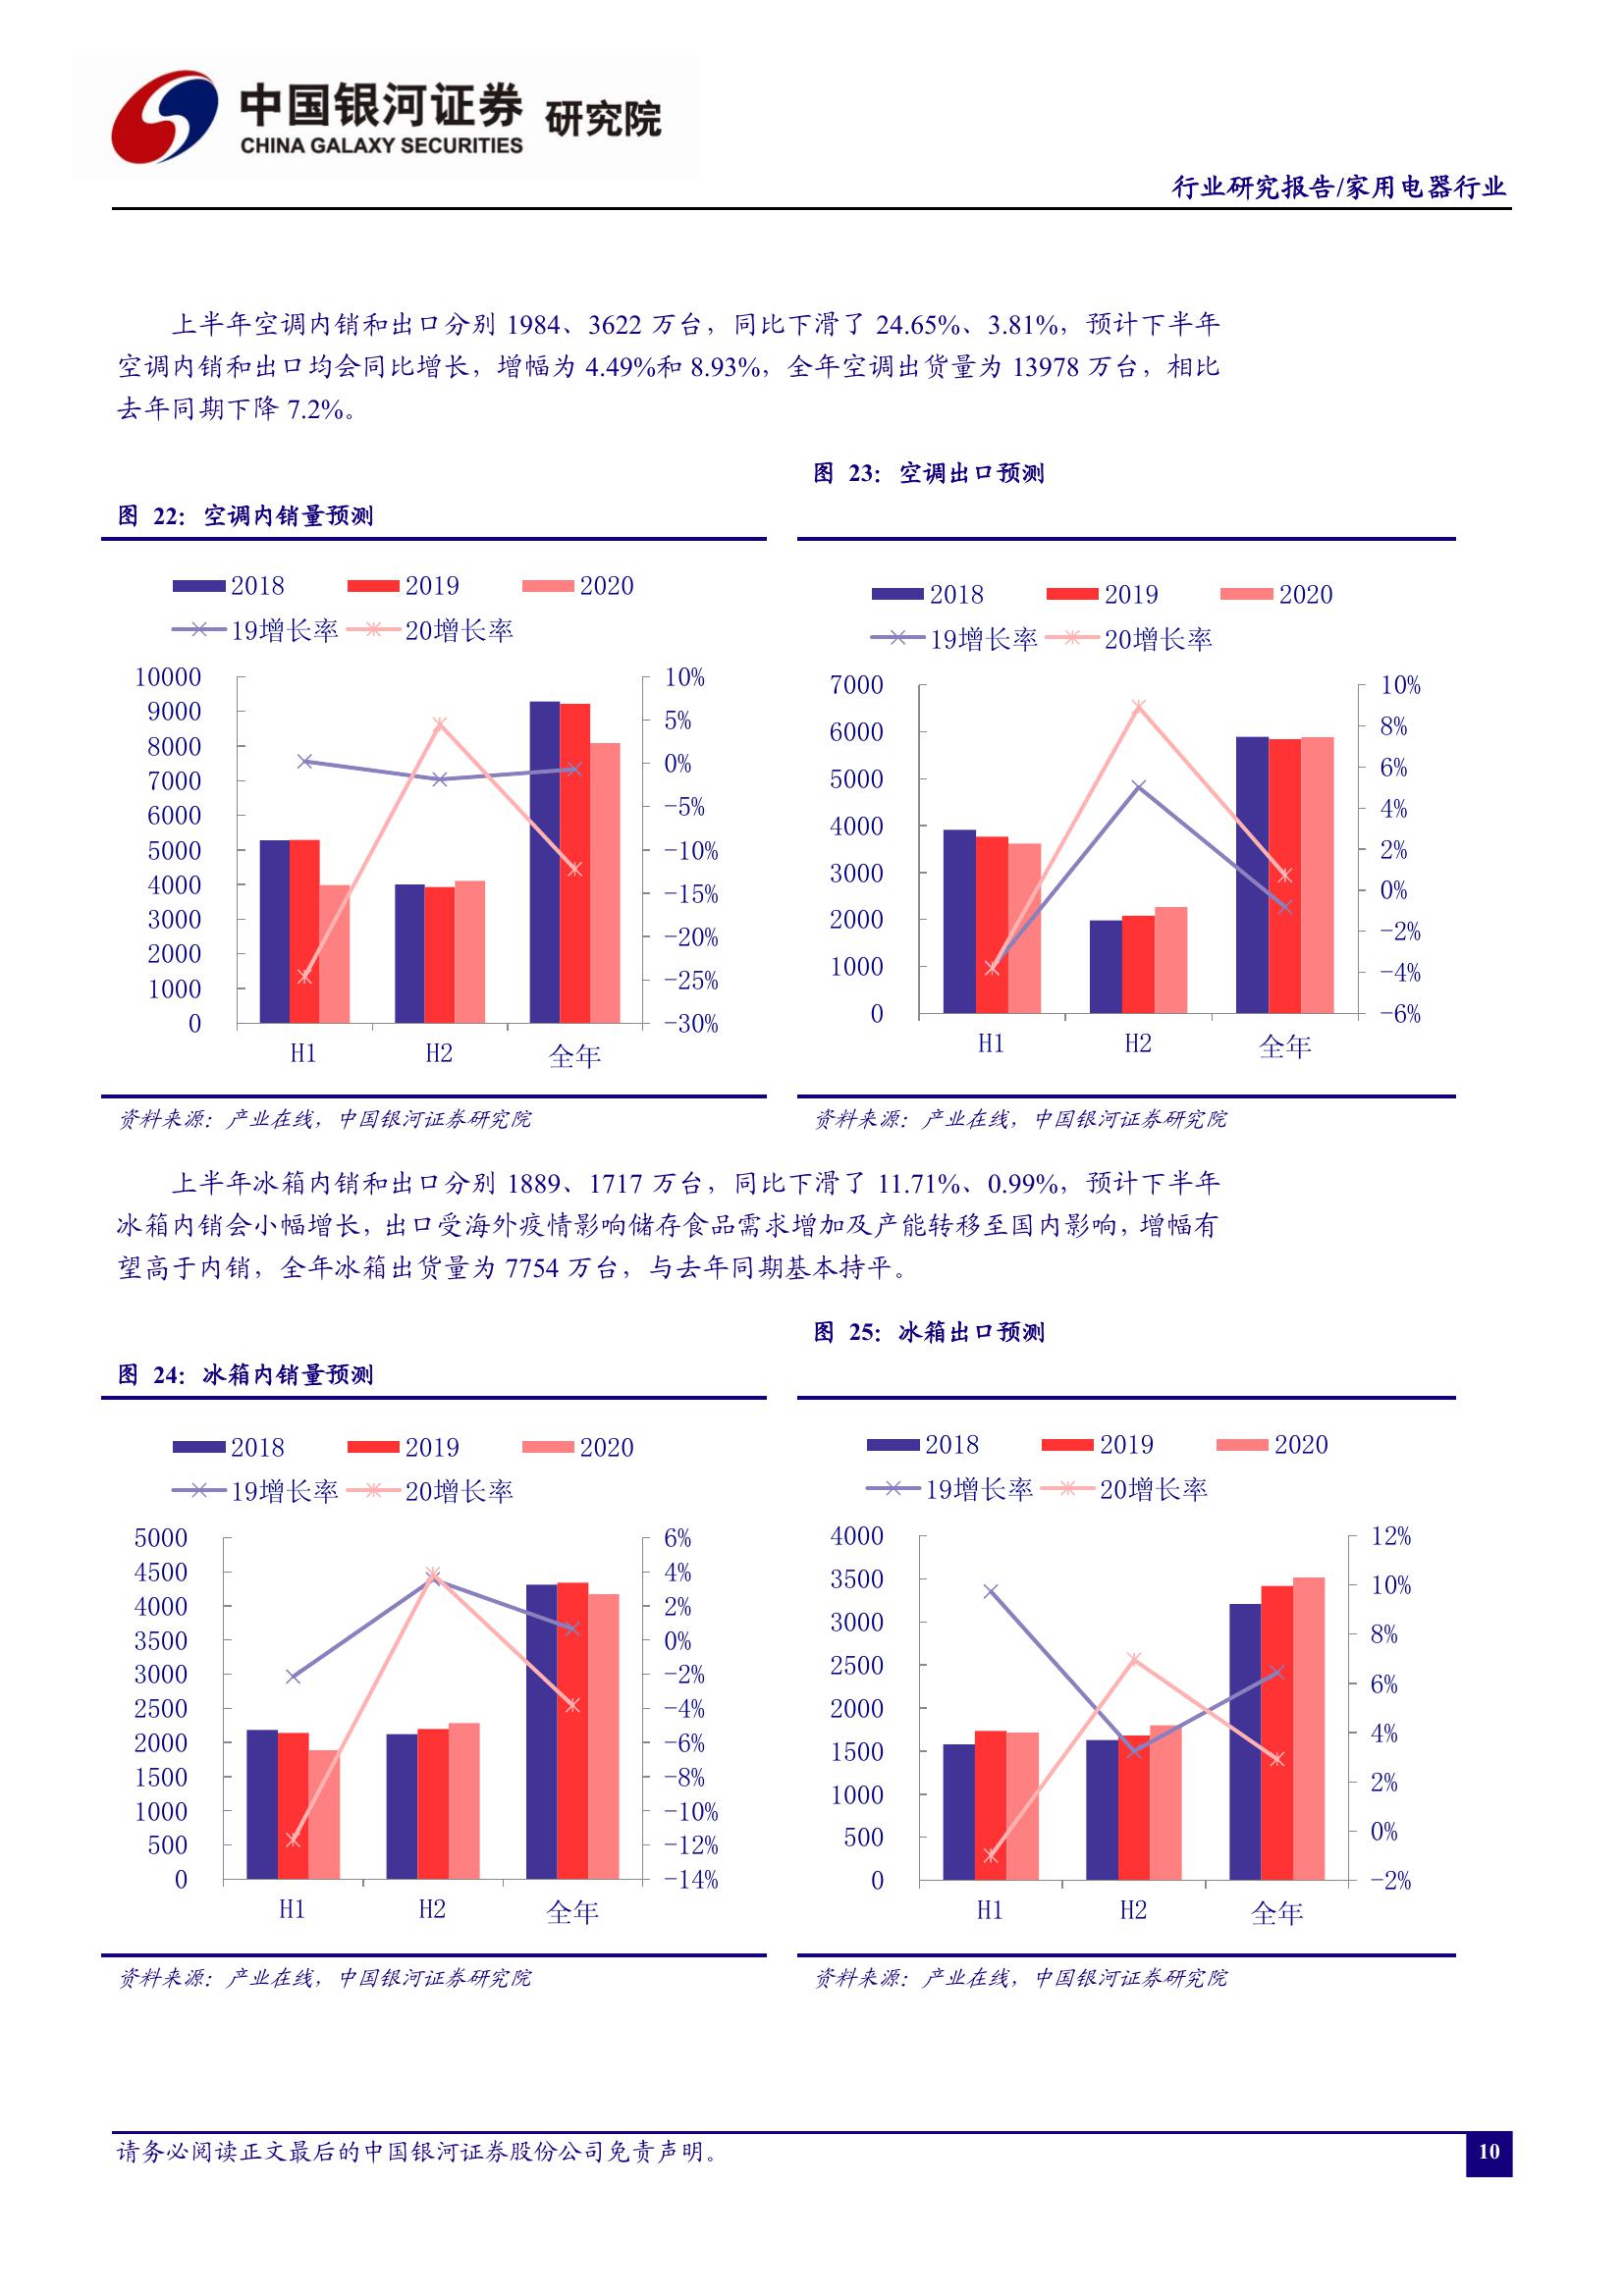 中国银河证券 研究院
CHINA GALAXY SECURITIES
行业研究报告/家用电器行业
上半年空调内销和出口分别 1984、3622 万台，同比下滑了 24.65%、3.81%，预计下半年
空调内销和出口均会同比增长，增幅为 4.49%和 8.93%，全年空调出货量为 13978 万台，相比
去年同期下降 7.2%。
图 22：空调内销量预测
2018 2019 2020
19增长率 20增长率
10000 10%
9000 5%
8000 0%
7000 -5%
6000 -10%
5000 -15%
4000 -20%
3000 -25%
2000 -30%
1000
0
H1 H2 全年
资料来源：产业在线，中国银河证券研究院
图 23：空调出口预测
2018 2019 2020
19增长率 20增长率
7000 10%
6000 8%
5000 6%
4000 4%
3000 2%
2000 0%
1000 -2%
0 -4%
-6%
H1 H2 全年
资料来源：产业在线，中国银河证券研究院
上半年冰箱内销和出口分别 1889、1717 万台，同比下滑了 11.71%、0.99%，预计下半年
冰箱内销会小幅增长，出口受海外疫情影响储存食品需求增加及产能转移至国内影响，增幅有
望高于内销，全年冰箱出货量为 7754 万台，与去年同期基本持平。
图 24：冰箱内销量预测
2018 2019 2020
19增长率 20增长率
5000 6%
4500 4%
4000 2%
3500 0%
3000 -2%
2500 -4%
2000 -6%
1500 -8%
1000 -10%
500 -12%
0 -14%
H1 H2 全年
资料来源：产业在线，中国银河证券研究院
图 25：冰箱出口预测
2018 2019 2020
19增长率 20增长率
4000 12%
3500 10%
3000 8%
2500 6%
2000 4%
1500 2%
1000 0%
500 -2%
0
H1 H2 全年
资料来源：产业在线，中国银河证券研究院
请务必阅读正文最后的中国银河证券股份公司免责声明。
10